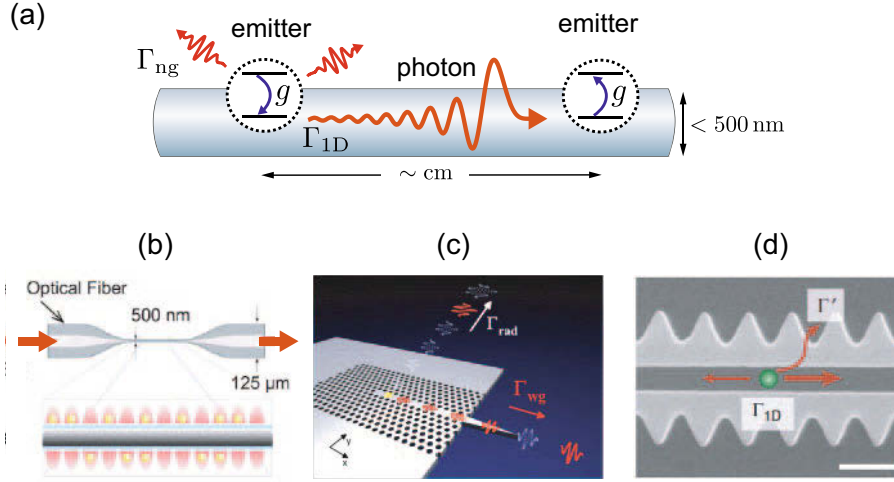 (a)
emitter
emitter
Γng
g
photon
g
Γ1D
< 500 nm
∼ cm
(b)
(c)
(d)
Optical Fiber
500 nm
125 µm
Γrad
Γwg
y
x
Γ′
Γ1D